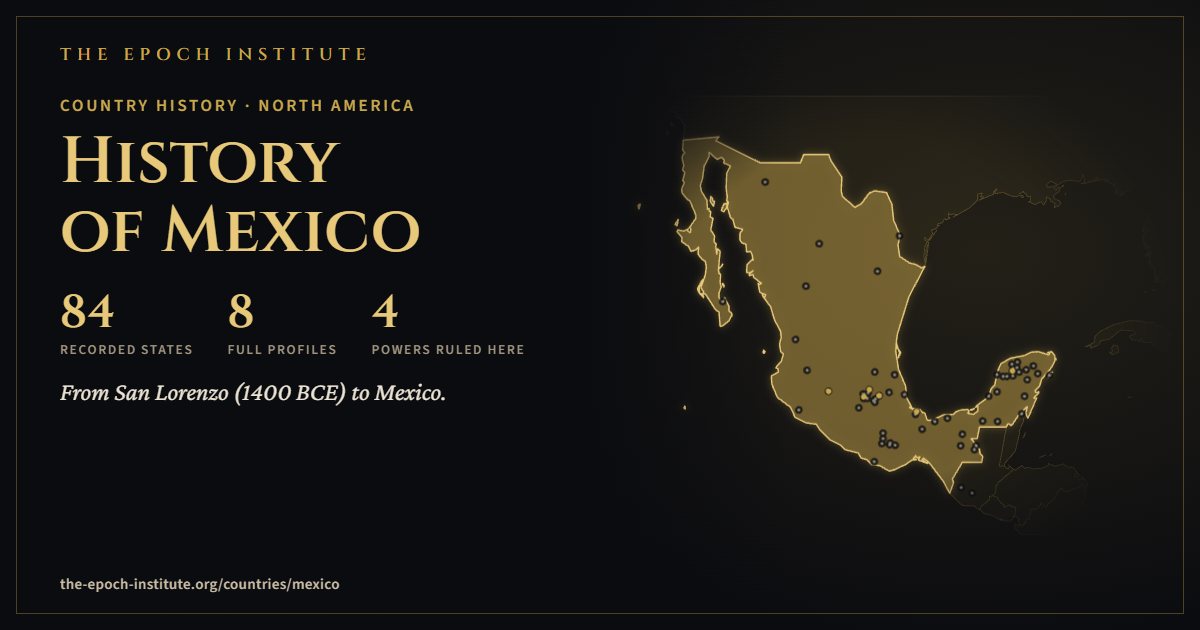 THE EPOCH INSTITUTE
COUNTRY HISTORY · NORTH AMERICA
HISTORY
OF MEXICO
84 8 4
RECORDED STATES FULL PROFILES POWERS RULED HERE
From San Lorenzo (1400 BCE) to Mexico.
the-epoch-institute.org/countries/mexico